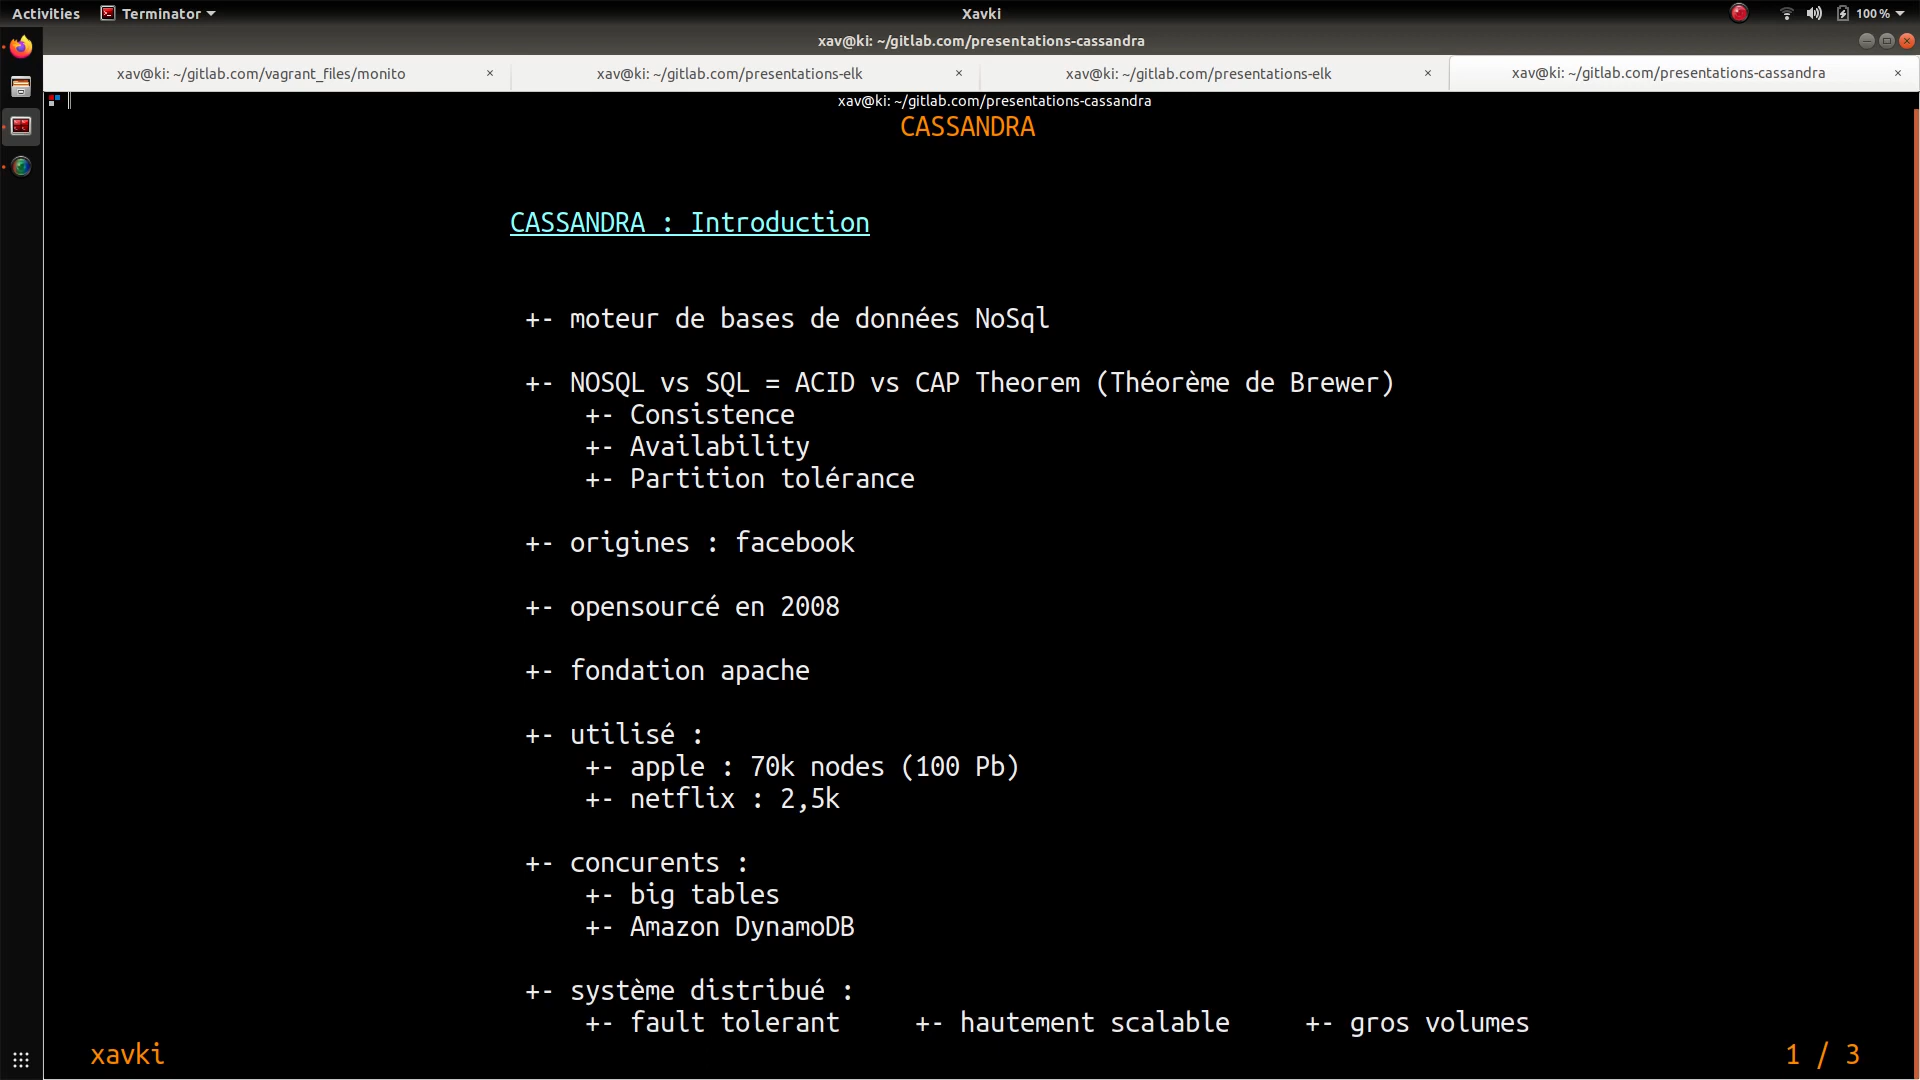 Activities Terminator Xavki 100 %
xav@ki: ~/gitlab.com/presentations-cassandra
xav@ki: ~/gitlab.com/vagrant_files/monito × xav@ki: ~/gitlab.com/presentations-elk × xav@ki: ~/gitlab.com/presentations-elk × xav@ki: ~/gitlab.com/presentations-cassandra ×
xav@ki: ~/gitlab.com/presentations-cassandra
CASSANDRA
CASSANDRA : Introduction
+- moteur de bases de données NoSql
+- NOSQL vs SQL = ACID vs CAP Theorem (Théorème de Brewer)
+- Consistence
+- Availability
+- Partition tolérance
+- origines : facebook
+- opensourcé en 2008
+- fondation apache
+- utilisé :
+- apple : 70k nodes (100 Pb)
+- netflix : 2,5k
+- concurents :
+- big tables
+- Amazon DynamoDB
+- système distribué :
+- fault tolerant +- hautement scalable +- gros volumes
xavki 1 / 3